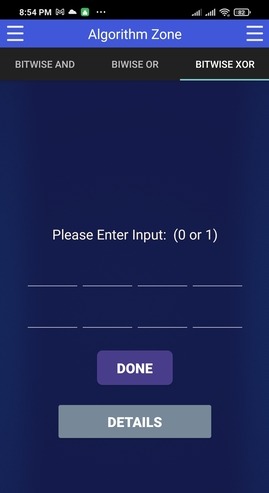 8:54 PM ... 82
Algorithm Zone
BITWISE AND BIWISE OR BITWISE XOR
Please Enter Input: (0 or 1)
DONE
DETAILS